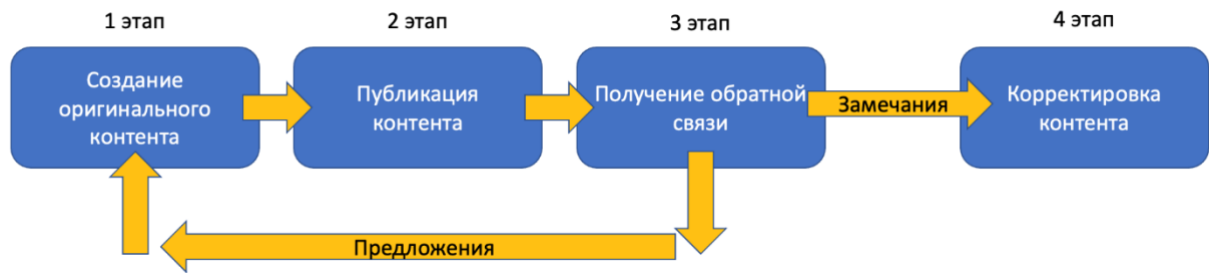 1 этап
2 этап
3 этап
4 этап
Создание
оригинального
контента
Публикация
контента
Получение обратной
связи
Замечания
Корректировка
контента
Предложения